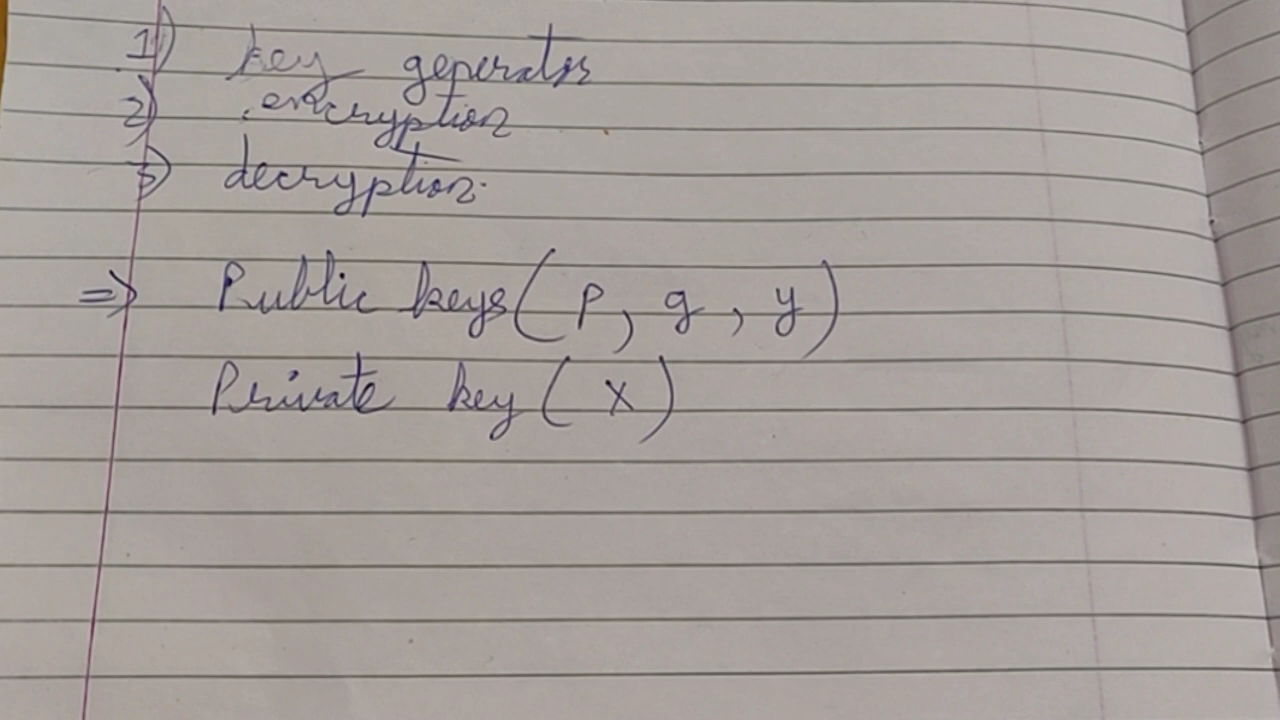 1) key generator
2) encryption
3) decryption.
=> Public keys (P, g, y)
Private key (x)